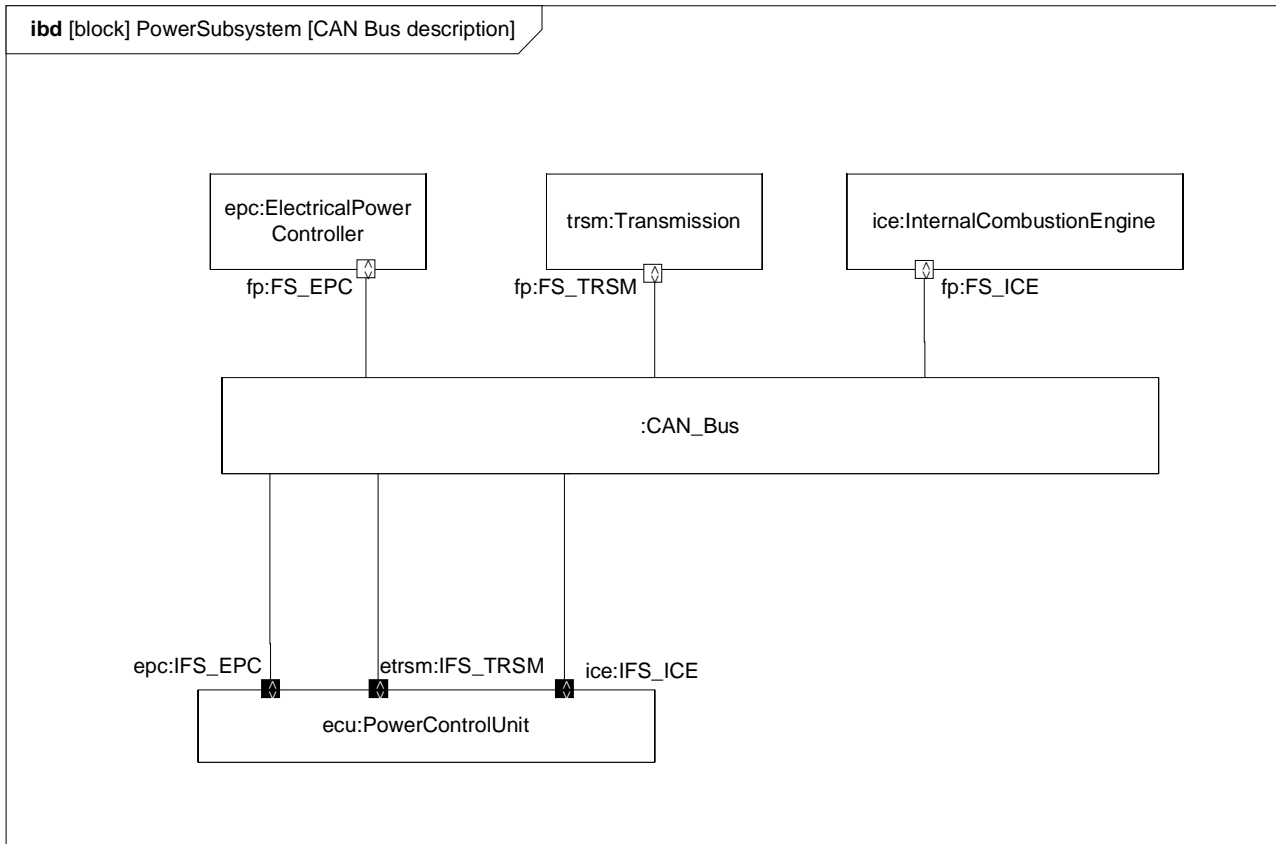 ibd [block] PowerSubsystem [CAN Bus description]
epc:ElectricalPower
Controller
trsm:Transmission
ice:InternalCombustionEngine
fp:FS_EPC
fp:FS_TRSM
fp:FS_ICE
:CAN_Bus
epc:IFS_EPC
etrsm:IFS_TRSM
ice:IFS_ICE
ecu:PowerControlUnit